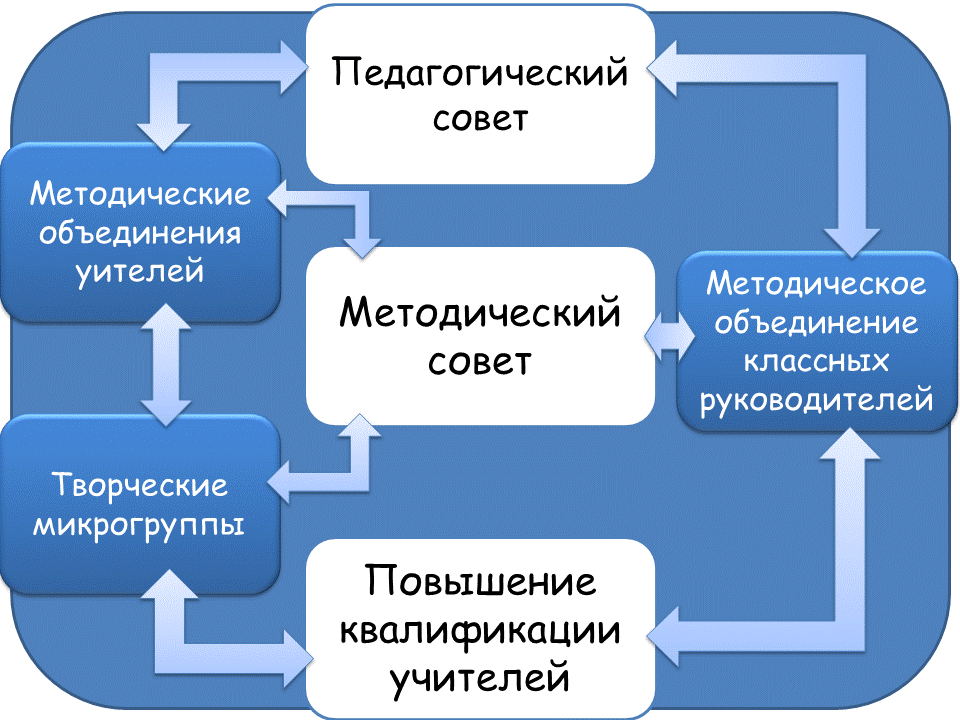 Педагогический
совет
Методические
объединения
уителей
Методический
совет
Методическое
объединение
классных
руководителей
Творческие
микрогруппы
Повышение
квалификации
учителей